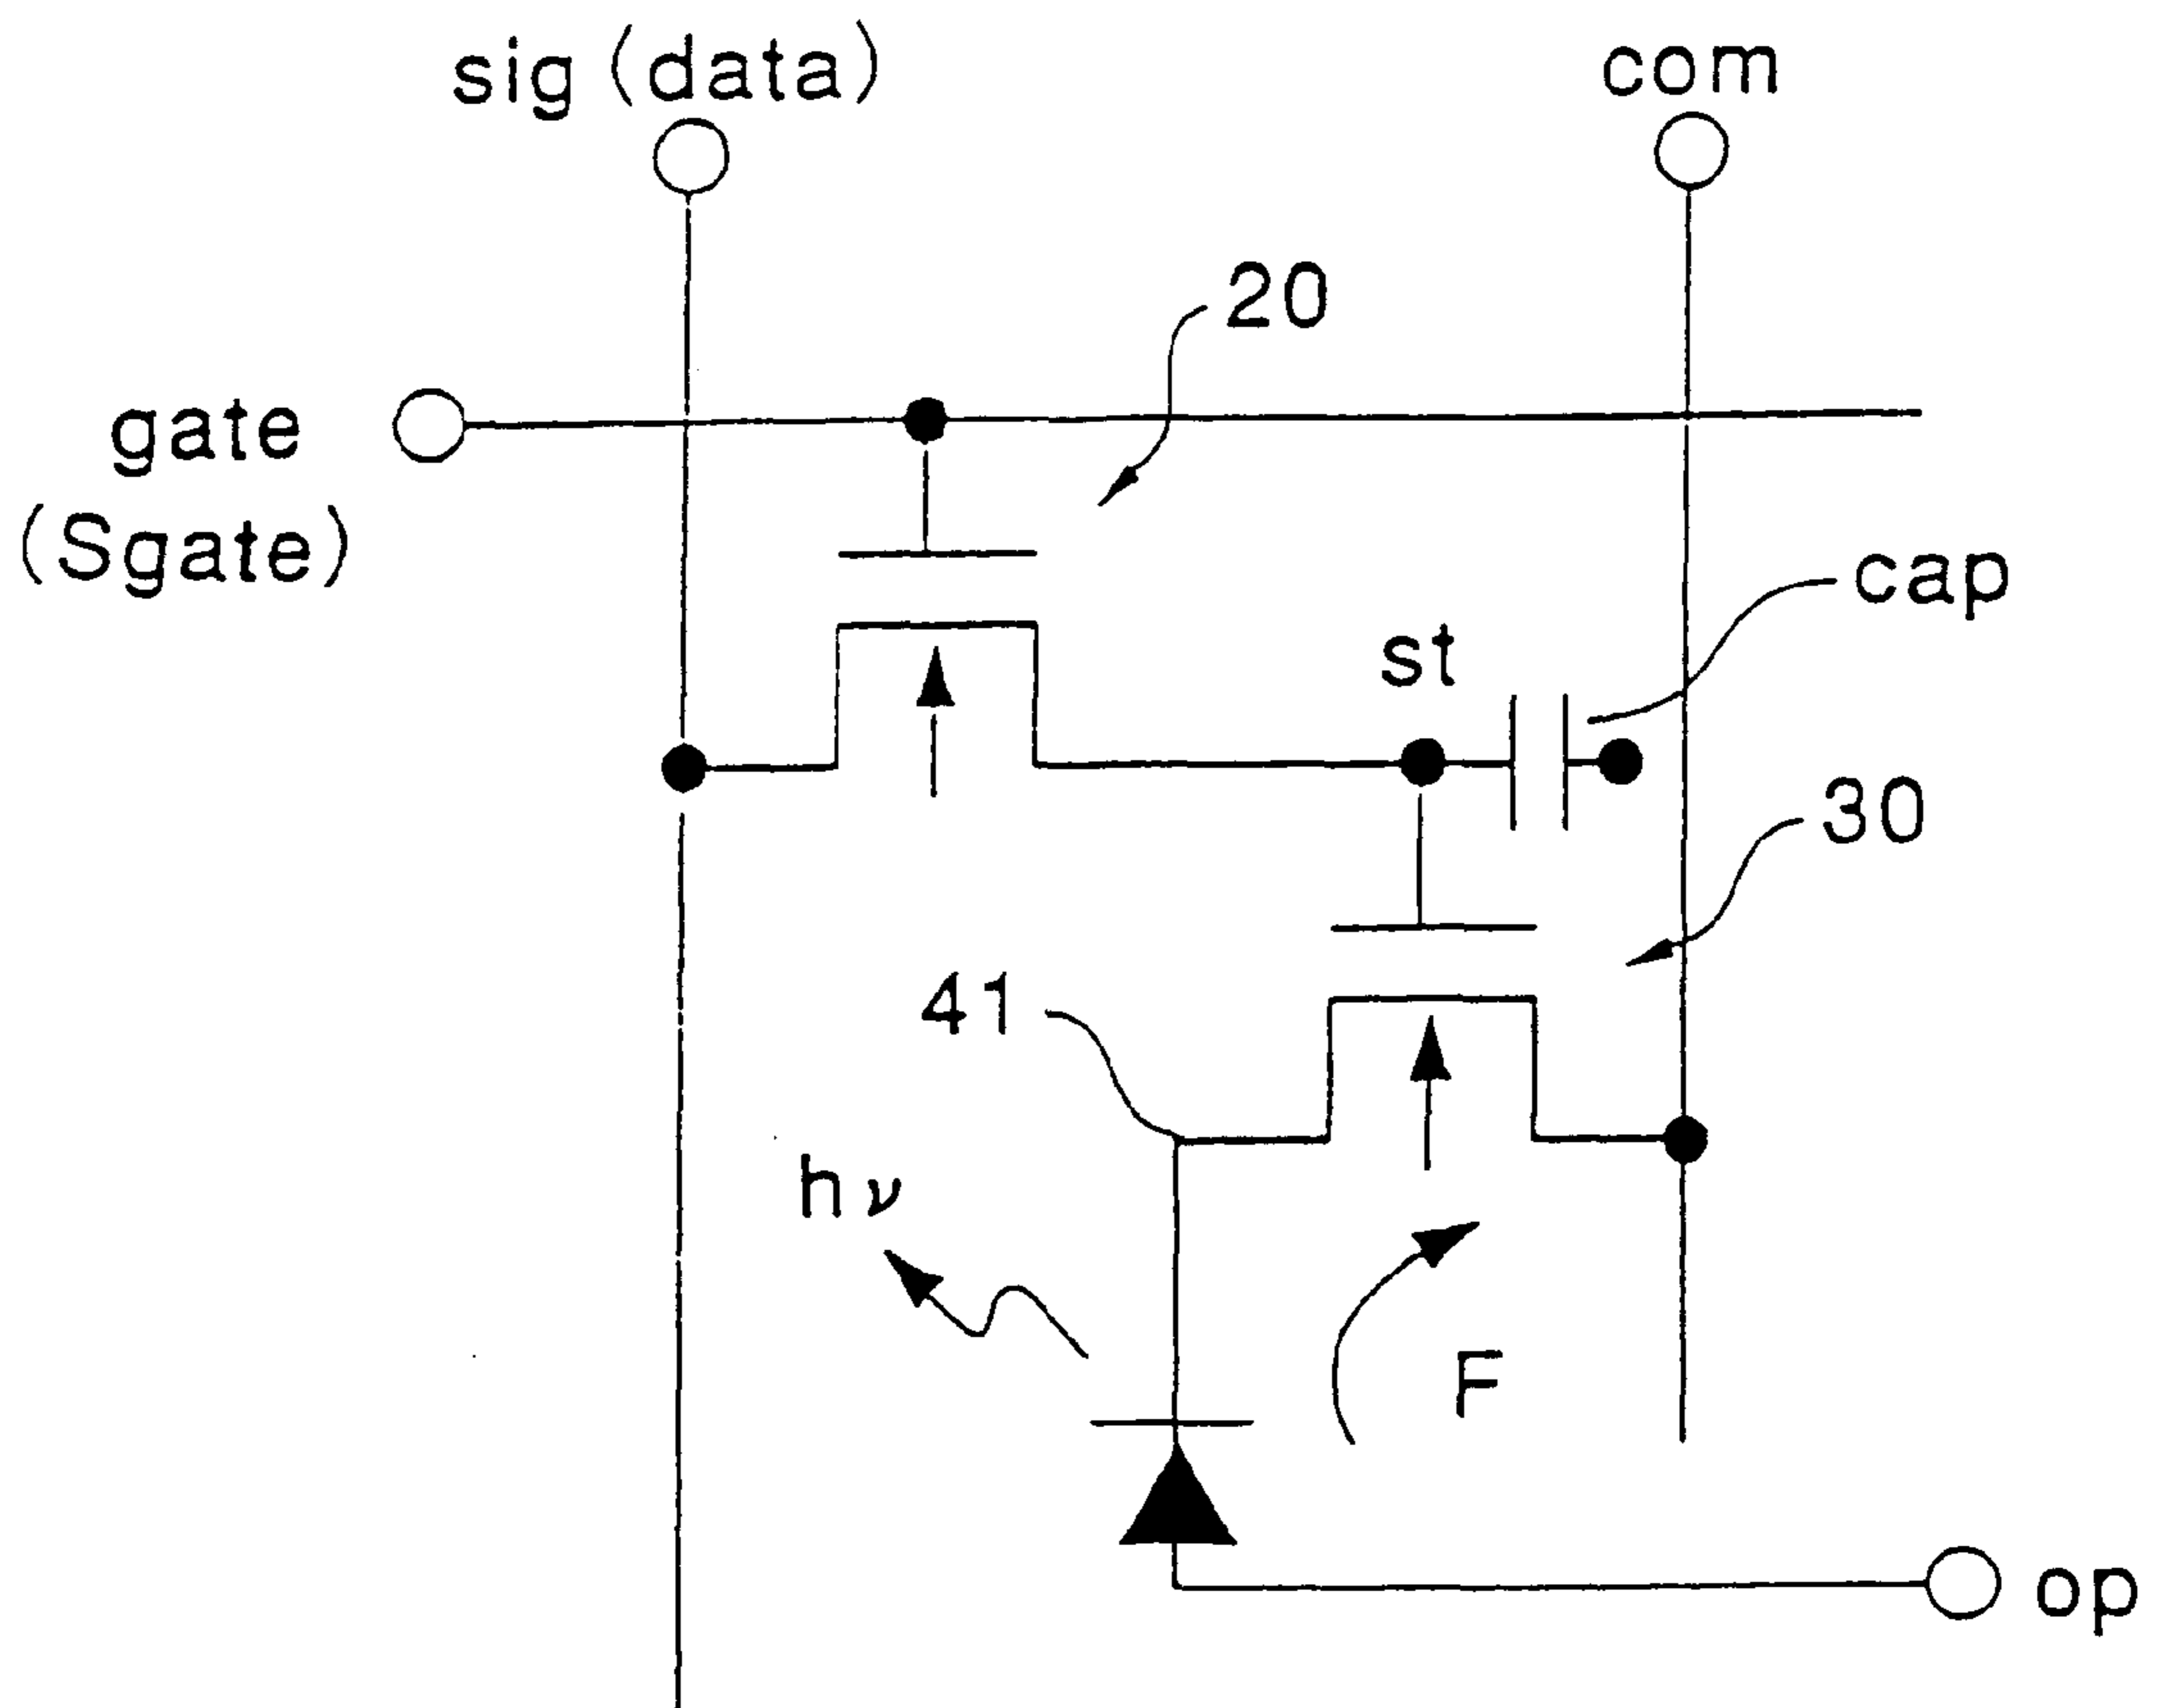 sig (data)
com
20
gate
(Sgate)
cap
st
30
41
hν
F
op